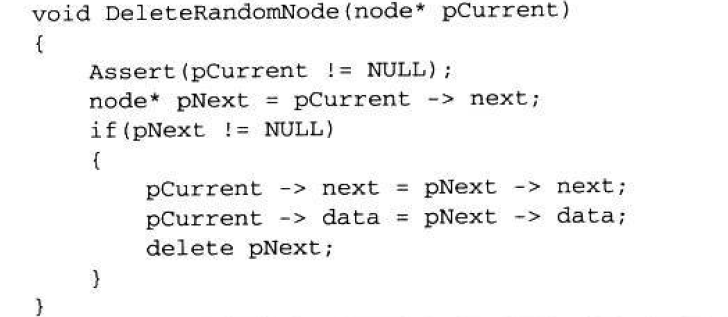 void DeleteRandomNode(node* pCurrent)
{
    Assert(pCurrent != NULL);
    node* pNext = pCurrent -> next;
    if(pNext != NULL)
    {
        pCurrent -> next = pNext -> next;
        pCurrent -> data = pNext -> data;
        delete pNext;
    }
}